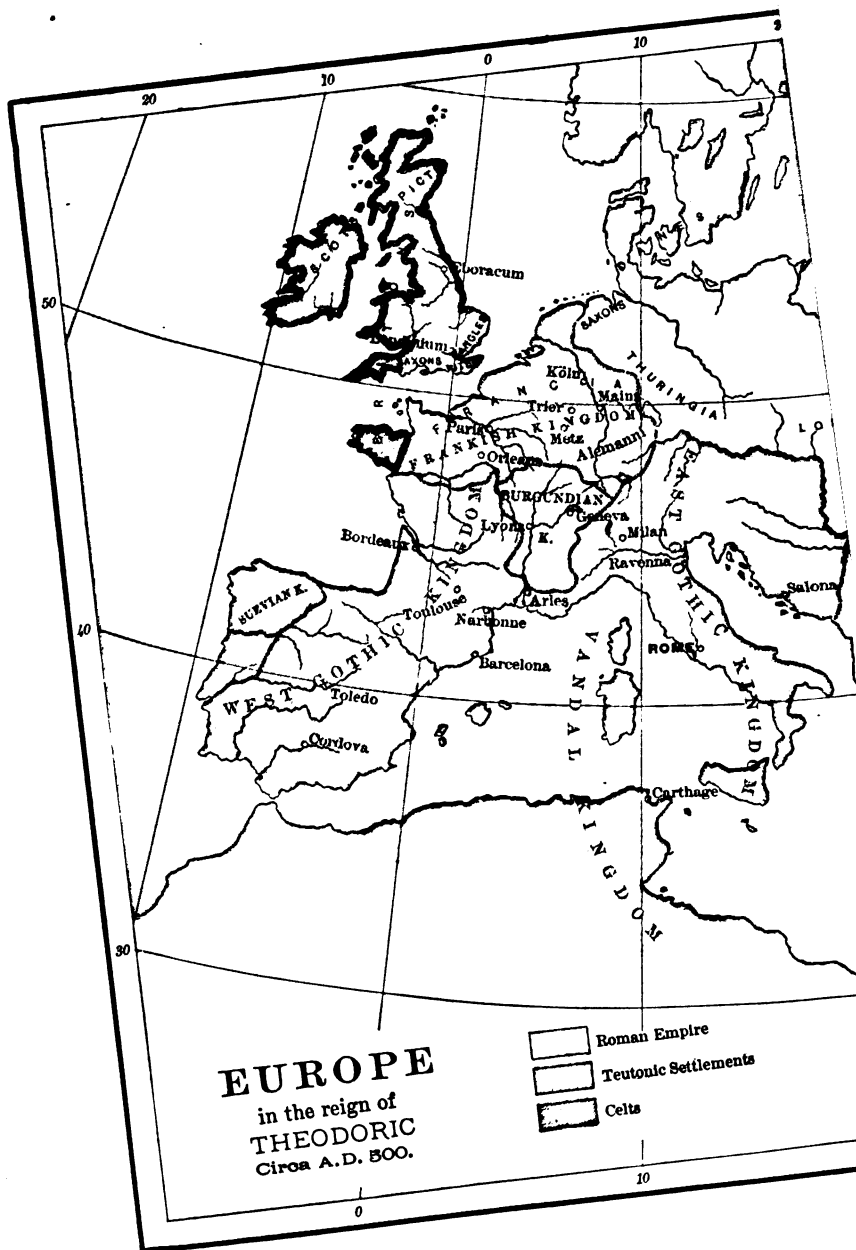 20
10
0
10
PICT
SCOT
DANES
Eboracum
50
SAXONS
ANGLES
SAXONS
THURINGIA
Köln
Trier
Mainz
Metz
Alemanni
Paris
Orleans
FRANKISH KINGDOM
BURGUNDIAN
K.
Geneva
Lyons
Milan
Bordeaux
Ravenna
Salona
SUEVIAN K.
Toulouse
Arles
Narbonne
40
ROME
Barcelona
WEST GOTHIC KINGDOM
EAST GOTHIC KINGDOM
VANDAL KINGDOM
Toledo
Cordova
Carthage
30
EUROPE
in the reign of
THEODORIC
Circa A.D. 500.
Roman Empire
Teutonic Settlements
Celts
0
10